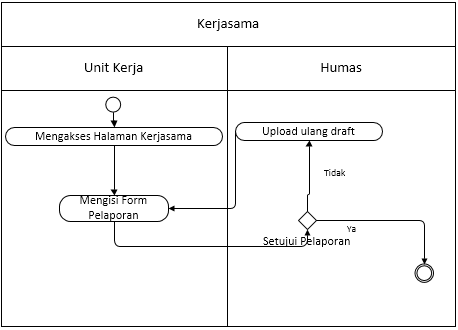 Kerjasama
Unit Kerja
Humas
Mengakses Halaman Kerjasama
Upload ulang draft
Tidak
Mengisi Form
Pelaporan
Ya
Setujui Pelaporan